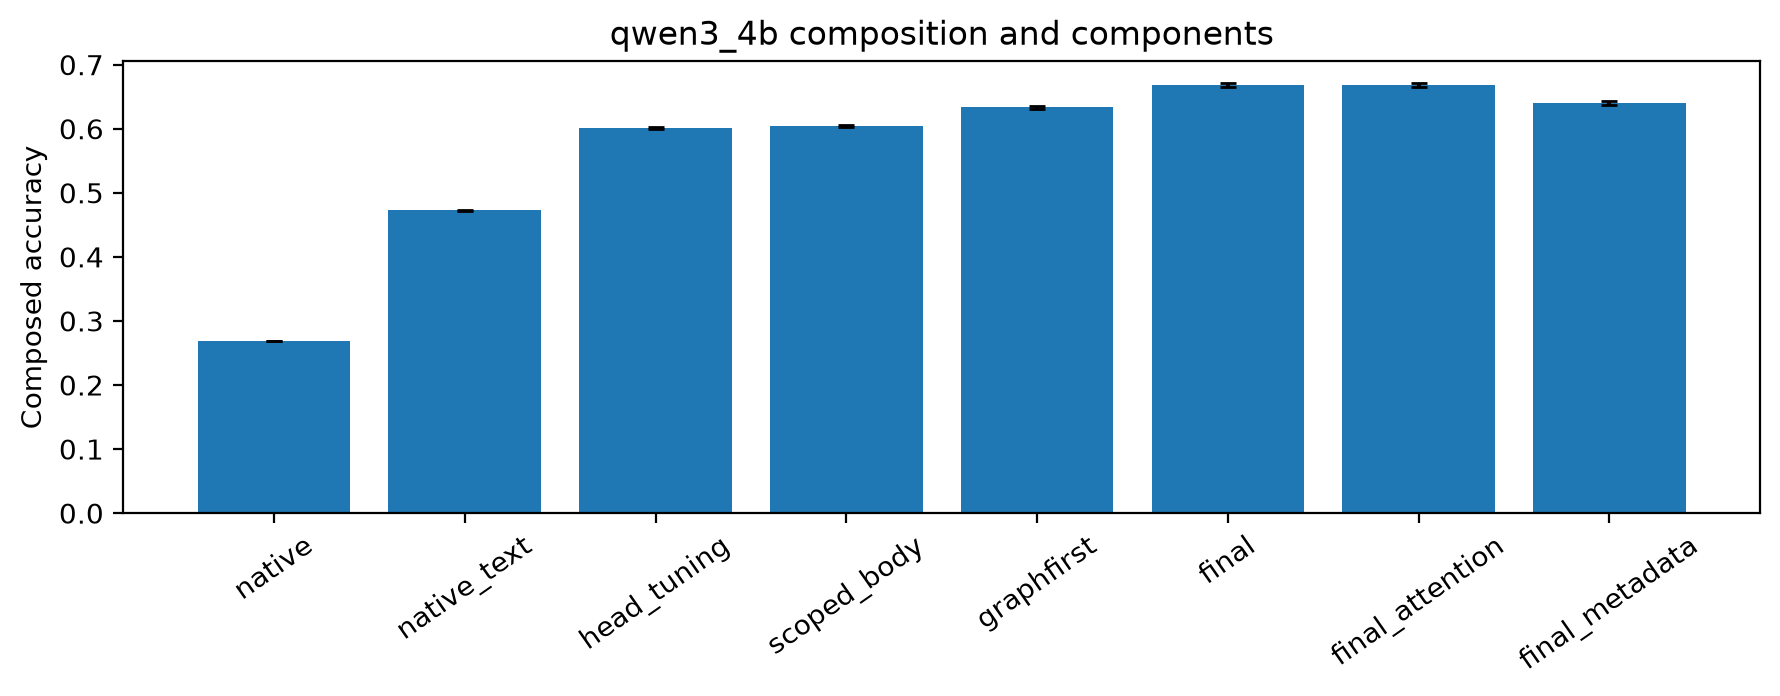 qwen3_4b composition and components
Composed accuracy
0.7
0.6
0.5
0.4
0.3
0.2
0.1
0.0
native
native_text
head_tuning
scoped_body
graphfirst
final
final_attention
final_metadata